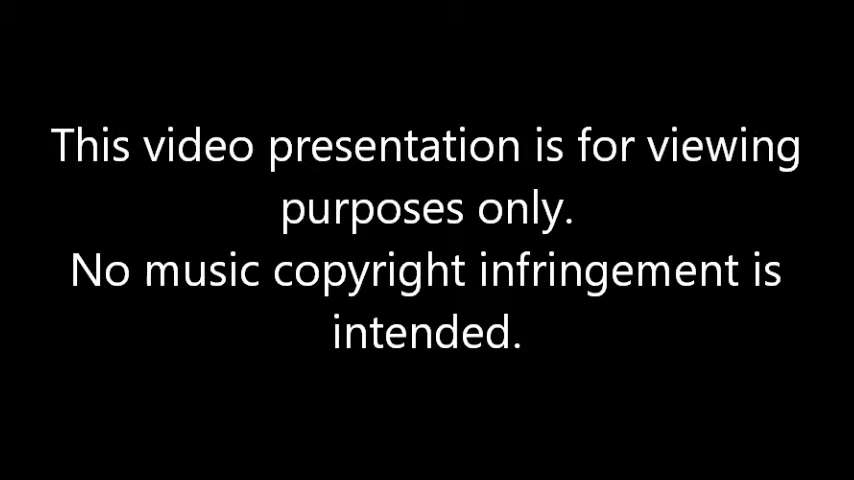 This video presentation is for viewing
purposes only.
No music copyright infringement is
intended.